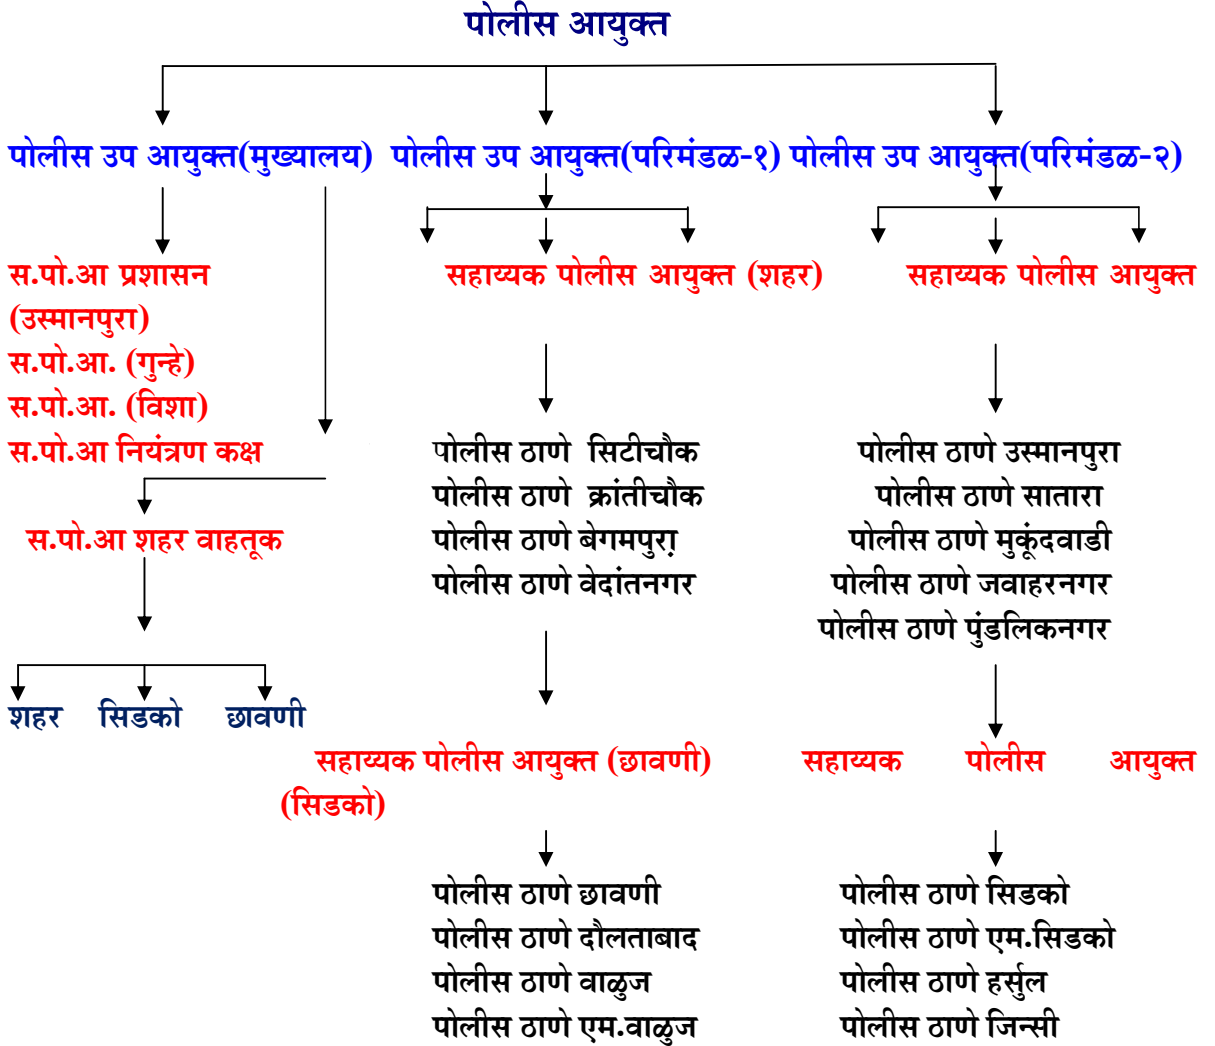 पोलीस आयुक्त
पोलीस उप आयुक्त(मुख्यालय) पोलीस उप आयुक्त(परिमंडळ-१) पोलीस उप आयुक्त(परिमंडळ-२)
स.पो.आ प्रशासन सहाय्यक पोलीस आयुक्त (शहर) सहाय्यक पोलीस आयुक्त
(उस्मानपुरा)
स.पो.आ. (गुन्हे)
स.पो.आ. (विशा)
स.पो.आ नियंत्रण कक्ष पोलीस ठाणे सिटीचौक पोलीस ठाणे उस्मानपुरा
पोलीस ठाणे क्रांतीचौक पोलीस ठाणे सातारा
स.पो.आ शहर वाहतूक पोलीस ठाणे बेगमपुरा़ पोलीस ठाणे मुकूंदवाडी
पोलीस ठाणे वेदांतनगर पोलीस ठाणे जवाहरनगर
पोलीस ठाणे पुंडलिकनगर
शहर सिडको छावणी
सहाय्यक पोलीस आयुक्त (छावणी) सहाय्यक पोलीस आयुक्त
(सिडको)
पोलीस ठाणे छावणी पोलीस ठाणे सिडको
पोलीस ठाणे दौलताबाद पोलीस ठाणे एम.सिडको
पोलीस ठाणे वाळुज पोलीस ठाणे हर्सुल
पोलीस ठाणे एम.वाळुज पोलीस ठाणे जिन्सी